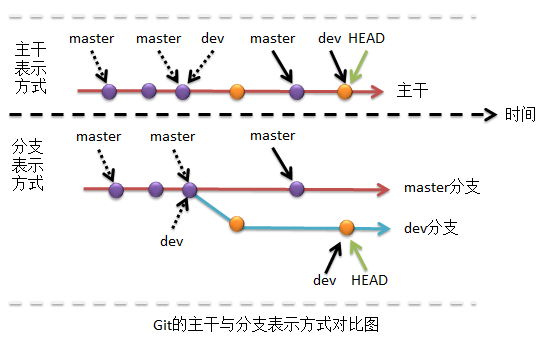 master master dev master dev HEAD
主干
表示
方式
主干
时间
分支
表示
方式
master master master
master分支
dev分支
dev
dev HEAD
Git的主干与分支表示方式对比图